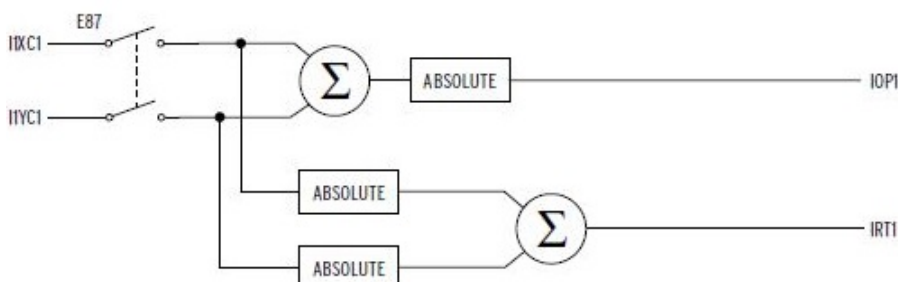 E87
I1XC1
Σ
ABSOLUTE
IOP1
I1YC1
ABSOLUTE
Σ
IRT1
ABSOLUTE